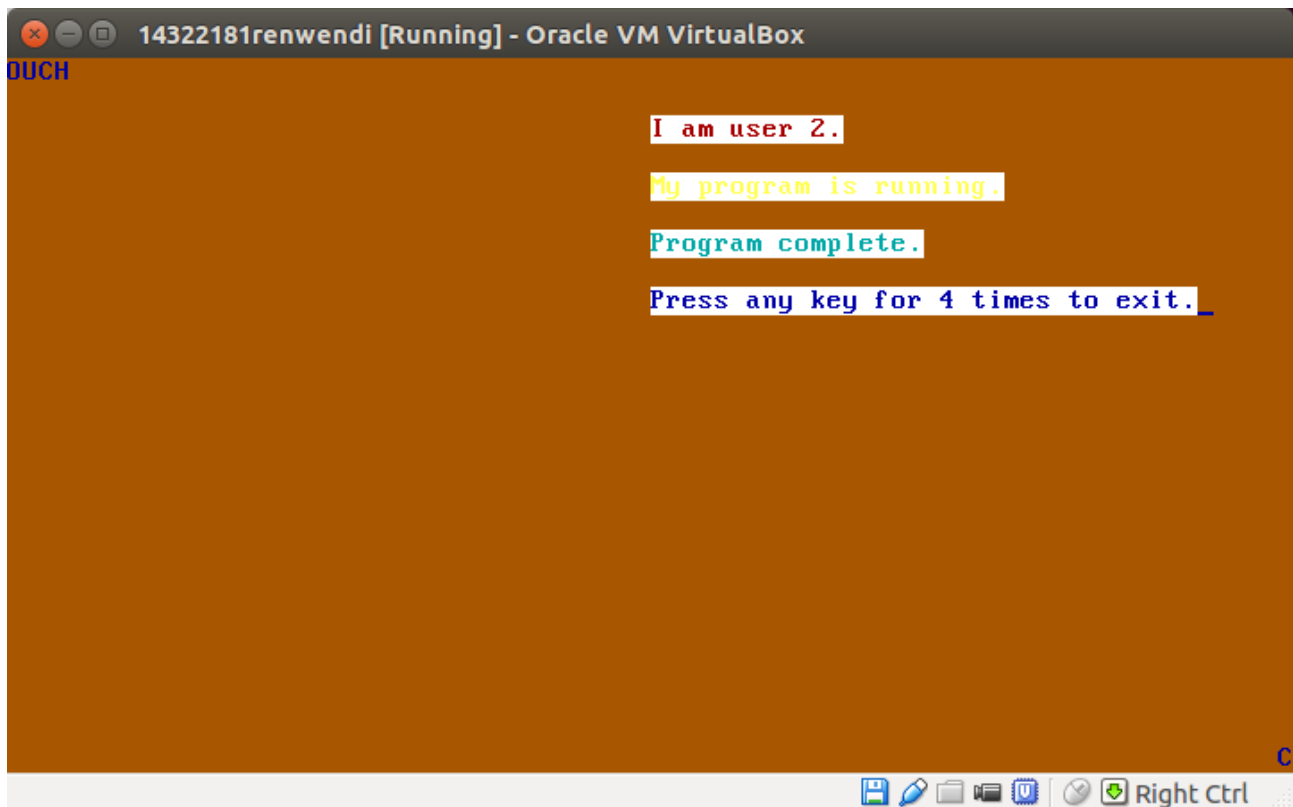 14322181renwendi [Running] - Oracle VM VirtualBox
OUCH
I am user 2.
My program is running.
Program complete.
Press any key for 4 times to exit._
C
Right Ctrl